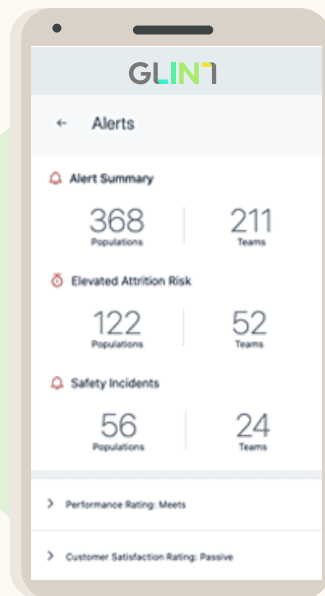 GLINT
Alerts
Alert Summary
368 211
Populations Teams
Elevated Attrition Risk
122 52
Populations Teams
Safety Incidents
56 24
Populations Teams
Performance Rating: Meets
Customer Satisfaction Rating: Passive